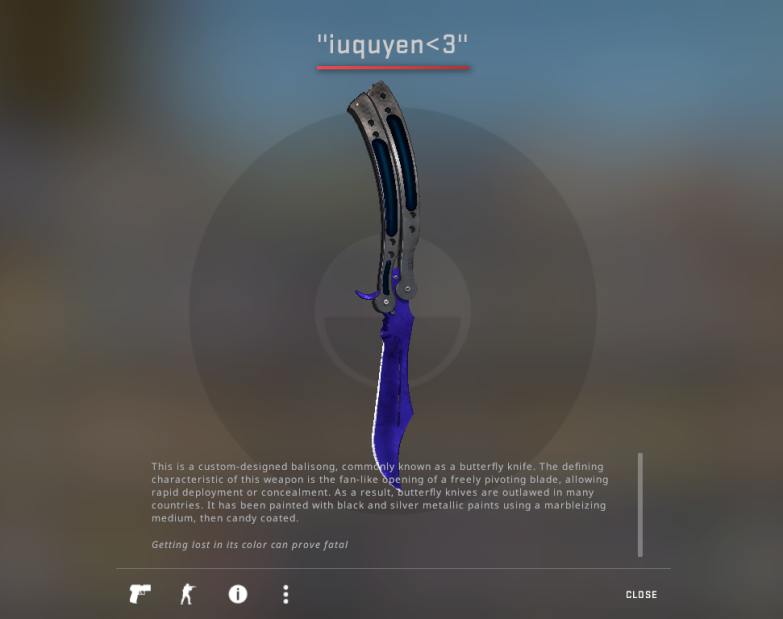 "iuquyen<3"
This is a custom-designed balisong, commonly known as a butterfly knife. The defining
characteristic of this weapon is the fan-like opening of a freely pivoting blade, allowing
rapid deployment or concealment. As a result, butterfly knives are outlawed in many
countries. It has been painted with black and silver metallic paints using a marbleizing
medium, then candy coated.
Getting lost in its color can prove fatal
CLOSE